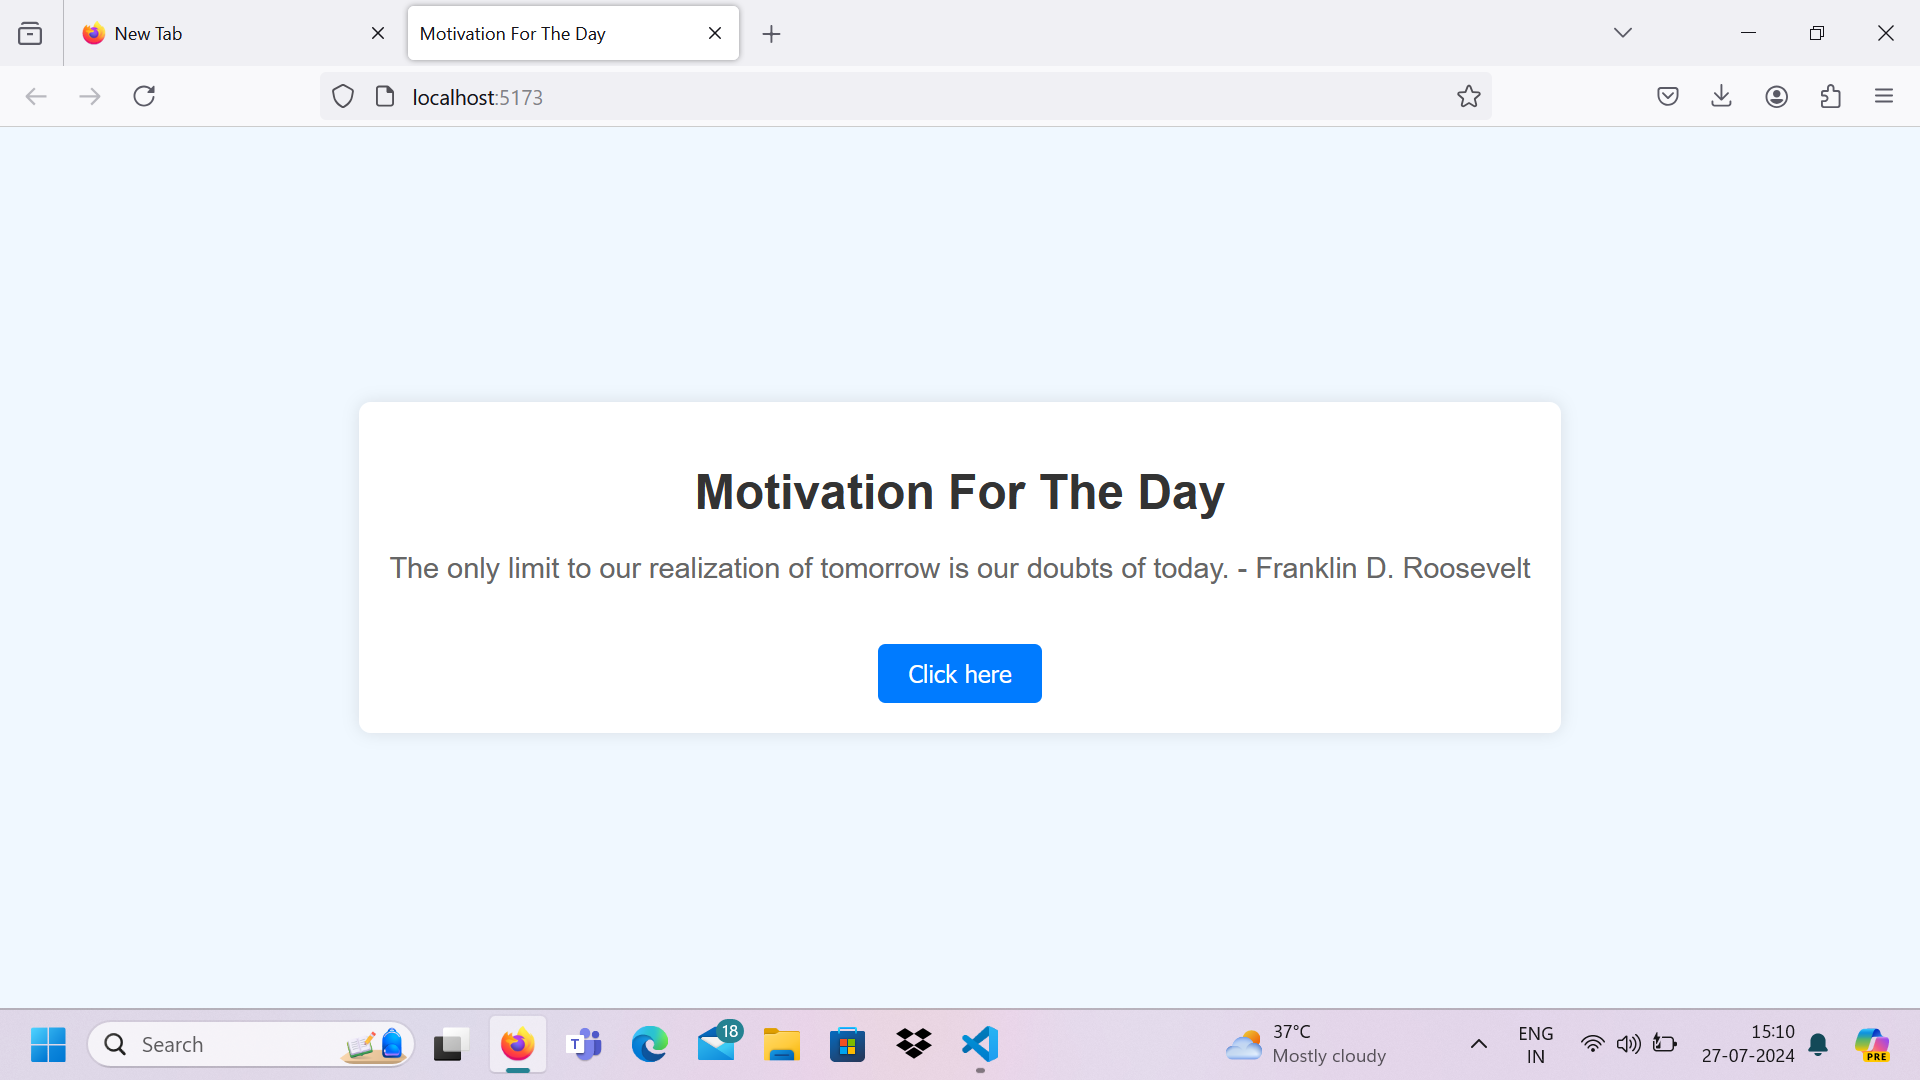 New Tab
Motivation For The Day
localhost:5173
Motivation For The Day
The only limit to our realization of tomorrow is our doubts of today. - Franklin D. Roosevelt
Click here
Search
T
18
37°C
Mostly cloudy
ENG
IN
15:10
27-07-2024
PRE